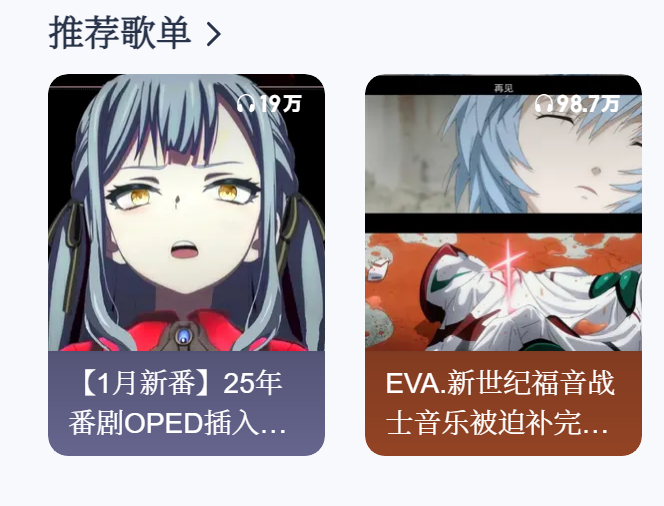 推荐歌单
19万
再见
98.7万
【1月新番】25年
番剧OPED插入...
EVA.新世纪福音战
士音乐被迫补完...